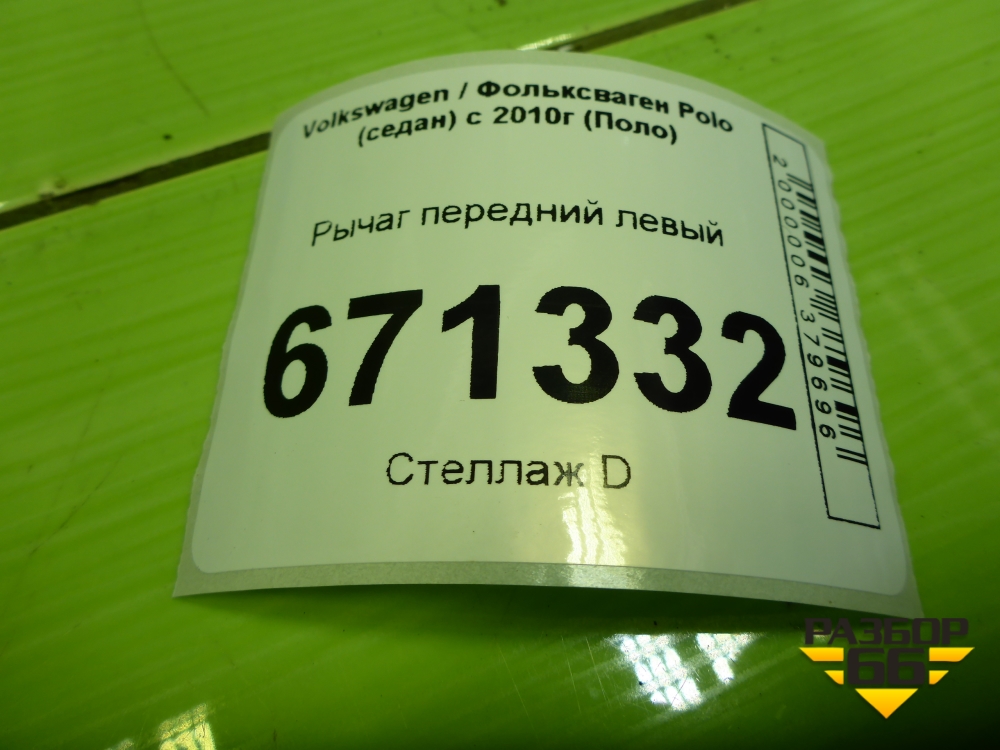 Volkswagen / Фольксваген Polo
(седан) с 2010г (Поло)
Рычаг передний левый
671332
Стеллаж D
2000006379696
РАЗБОР
66